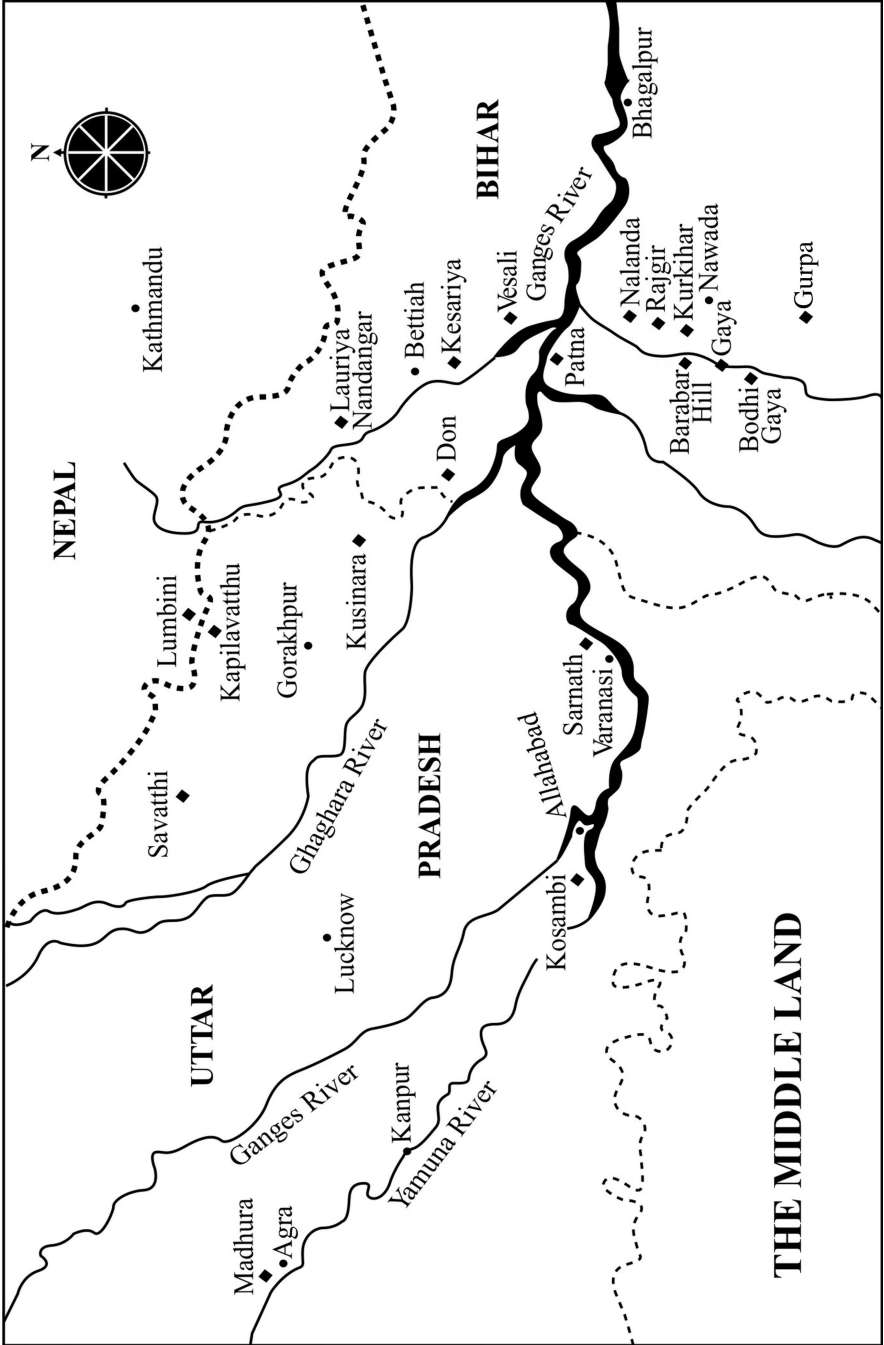 N
NEPAL
Kathmandu
Lumbini
Savatthi
Kapilavatthu
UTTAR
Madhura
Agra
Ganges River
Gorakhpur
Lauriya
Nandangar
Lucknow
Ghaghara River
Kusinara
Bettiah
Kanpur
Yamuna River
PRADESH
Don
Kesariya
BIHAR
Vesali
Ganges River
Kosambi
Allahabad
Sarnath
Varanasi
Patna
Bhagalpur
Nalanda
Rajgir
Kurkihar
Nawada
Barabar
Hill
Gaya
Bodhi
Gaya
Gurpa
THE MIDDLE LAND